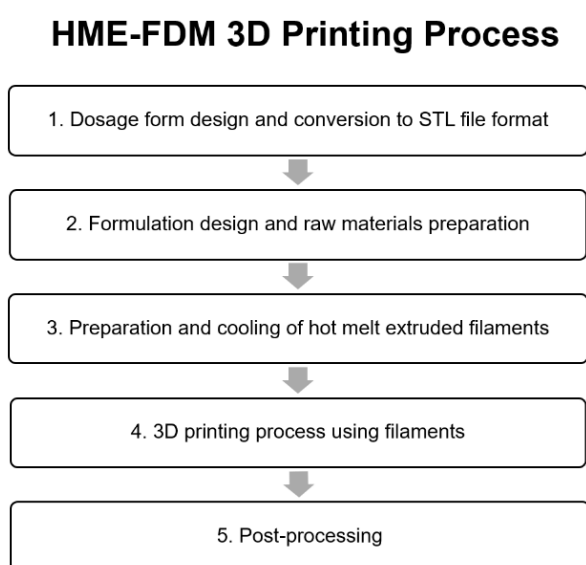 HME-FDM 3D Printing Process
1. Dosage form design and conversion to STL file format
2. Formulation design and raw materials preparation
3. Preparation and cooling of hot melt extruded filaments
4. 3D printing process using filaments
5. Post-processing